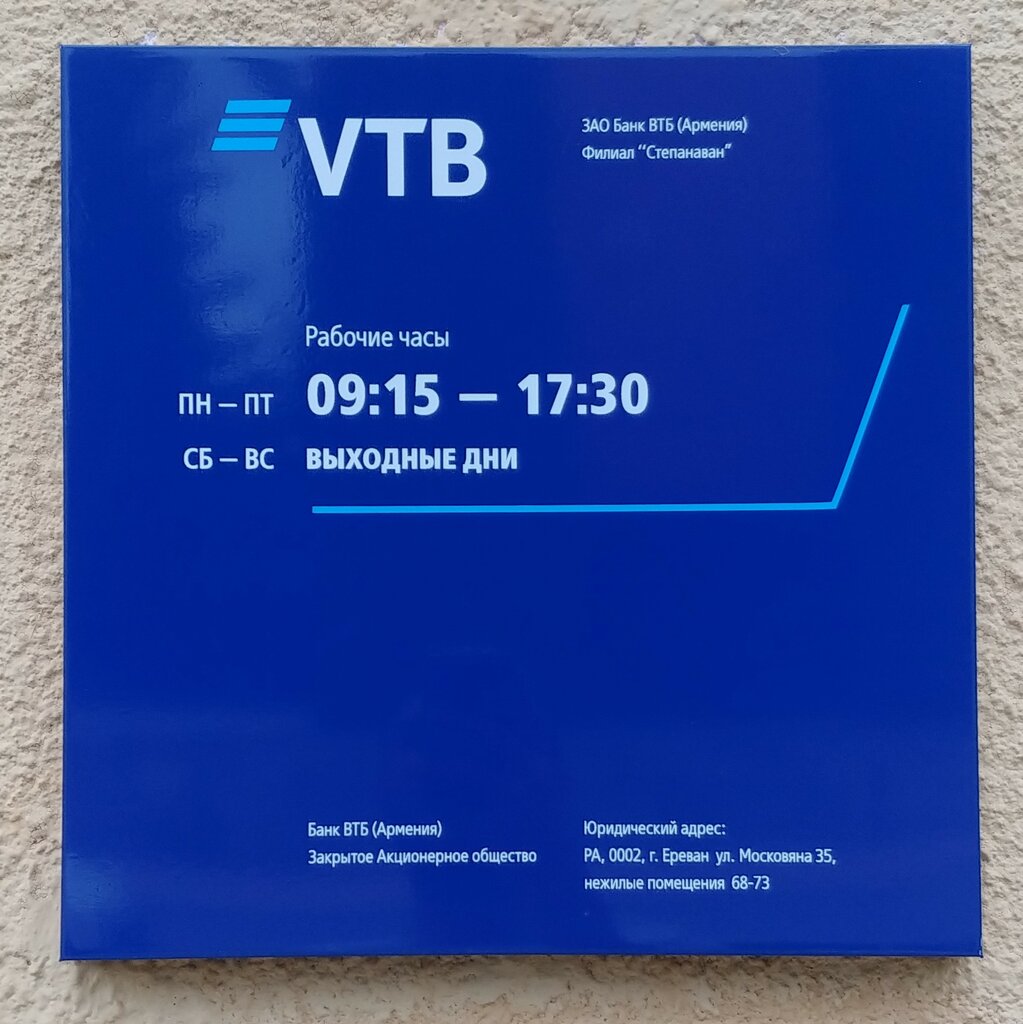 VTB
ЗАО Банк ВТБ (Армения)
Филиал “Степанаван”
Рабочие часы
ПН – ПТ 09:15 – 17:30
СБ – ВС ВЫХОДНЫЕ ДНИ
Банк ВТБ (Армения)
Закрытое Акционерное общество
Юридический адрес:
РА, 0002, г. Ереван ул. Московяна 35,
нежилые помещения 68-73